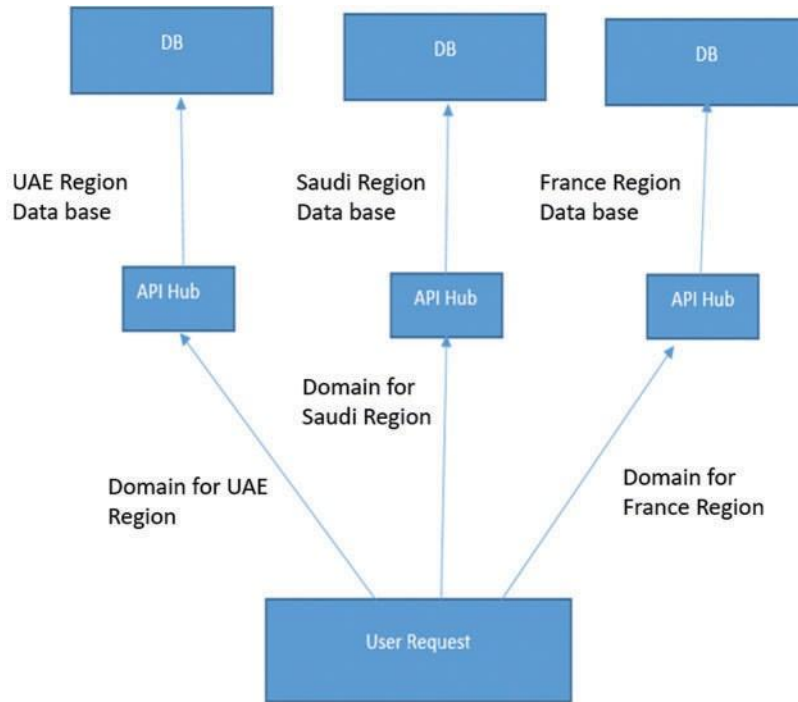 DB
DB
DB
UAE Region
Data base
Saudi Region
Data base
France Region
Data base
API Hub
API Hub
API Hub
Domain for
Saudi Region
Domain for UAE
Region
Domain for
France Region
User Request